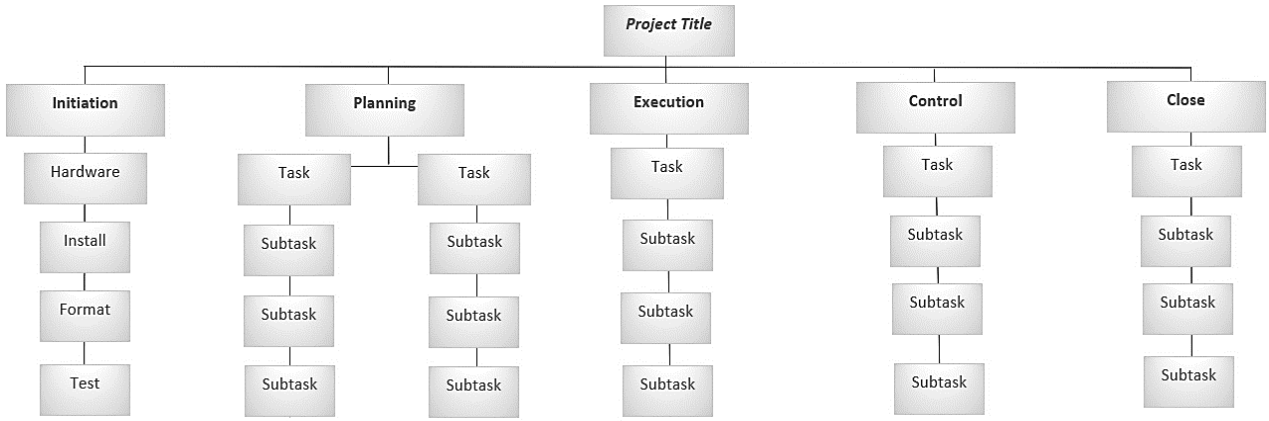 Project Title
Initiation
Planning
Execution
Control
Close
Hardware
Task
Task
Task
Task
Task
Install
Subtask
Subtask
Subtask
Subtask
Subtask
Format
Subtask
Subtask
Subtask
Subtask
Subtask
Test
Subtask
Subtask
Subtask
Subtask
Subtask